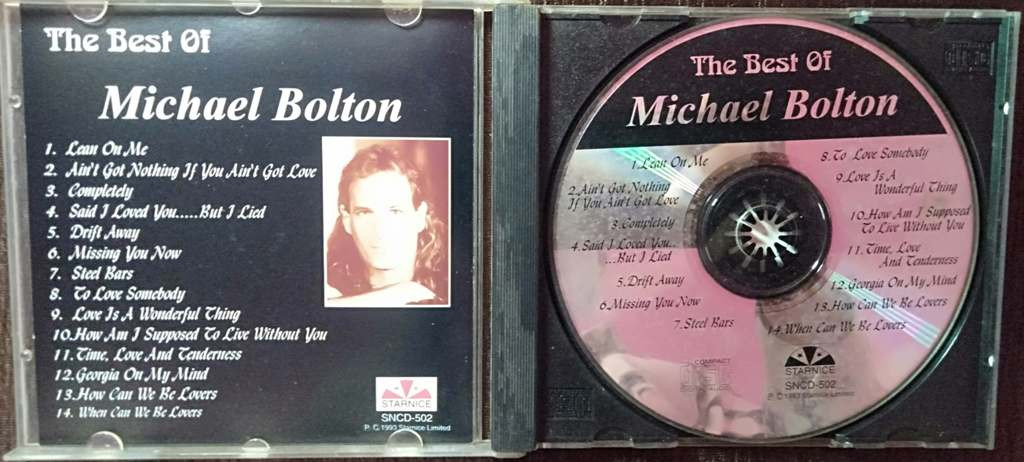 The Best Of
Michael Bolton
1. Lean On Me
2. Ain't Got Nothing If You Ain't Got Love
3. Completely
4. Said I Loved You.....But I Lied
5. Drift Away
6. Missing You Now
7. Steel Bars
8. To Love Somebody
9. Love Is A Wonderful Thing
10.How Am I Supposed To Live Without You
11.Time, Love And Tenderness
12.Georgia On My Mind
13.How Can We Be Lovers
14. When Can We Be Lovers
STARNICE
SNCD-502
P. C 1993 Starnice Limited
The Best Of
Michael Bolton
1.Lean On Me
2.Ain't Got Nothing
If You Ain't Got Love
3.Completely
4.Said I Loved You..
...But I Lied
5.Drift Away
6.Missing You Now
7.Steel Bars
8.To Love Somebody
9.Love Is A
Wonderful Thing
10.How Am I Supposed
To Live Without You
11.Time, Love
And Tenderness
12.Georgia On My Mind
13.How Can We Be Lovers
14.When Can We Be Lovers
COMPACT
STARNICE
SNCD-502
P. C 1993 Starnice Limited